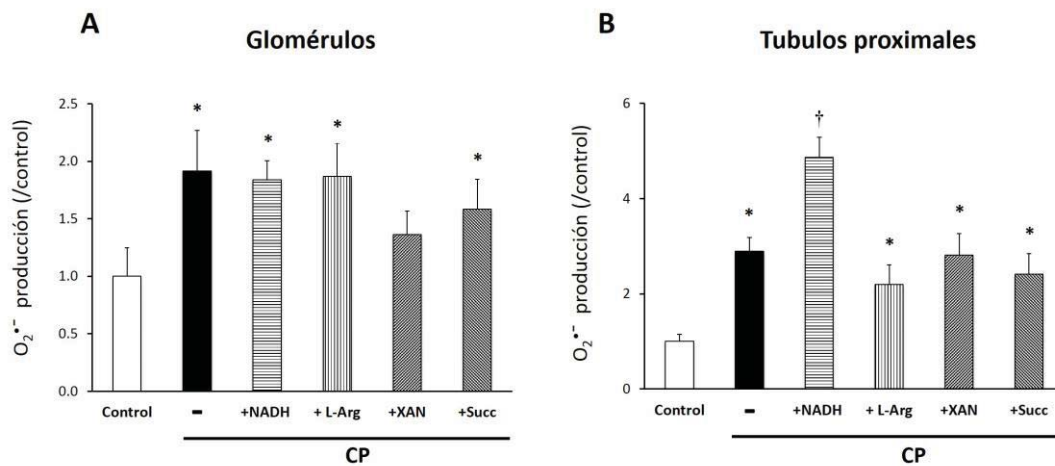 A
Glomérulos
O₂•⁻ producción (/control)
2.5
2.0
1.5
1.0
0.5
0.0
*
*
*
*
Control
-
+NADH
+ L-Arg
+XAN
+Succ
CP
B
Tubulos proximales
O₂•⁻ producción (/control)
6
4
2
0
*
†
*
*
*
Control
-
+NADH
+ L-Arg
+XAN
+Succ
CP